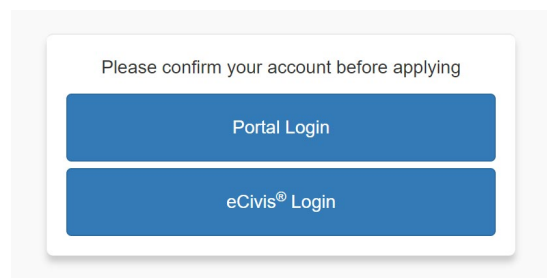 Please confirm your account before applying
Portal Login
eCivis® Login